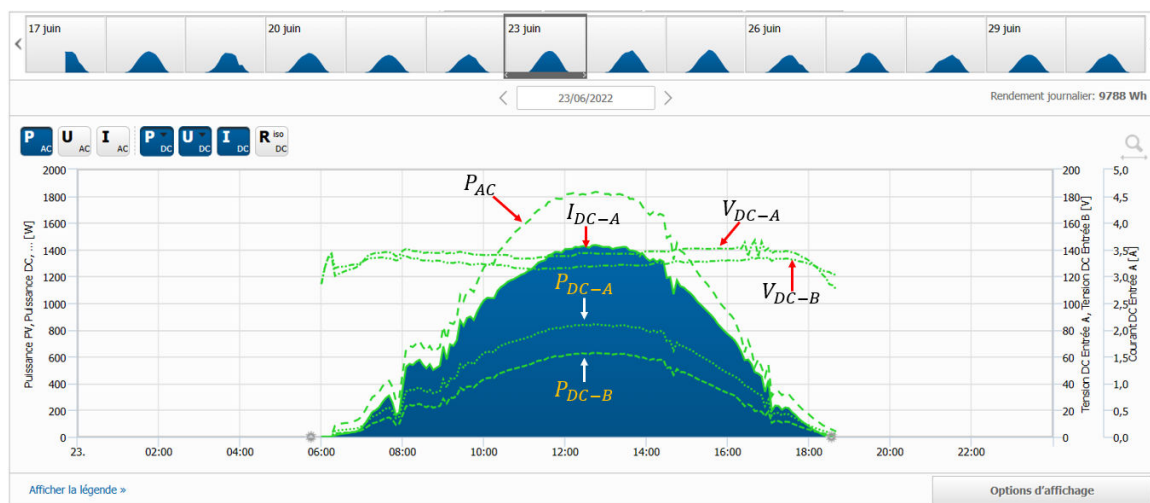 17 juin 20 juin 23 juin 26 juin 29 juin
23/06/2022
Rendement journalier: 9788 Wh
P AC U AC I AC P DC U DC I DC R iso DC
Puissance PV, Puissance DC, ... [W]
2000
1800
1600
1400
1200
1000
800
600
400
200
0
P_AC
I_DC−A
V_DC−A
V_DC−B
P_DC−A
P_DC−B
200
180
160
140
120
100
80
60
40
20
0
Tension DC Entrée A, Tension DC Entrée B [V]
5,0
4,5
4,0
3,5
3,0
2,5
2,0
1,5
1,0
0,5
0,0
Courant DC Entrée A [A]
23. 02:00 04:00 06:00 08:00 10:00 12:00 14:00 16:00 18:00 20:00 22:00
Afficher la légende »
Options d'affichage